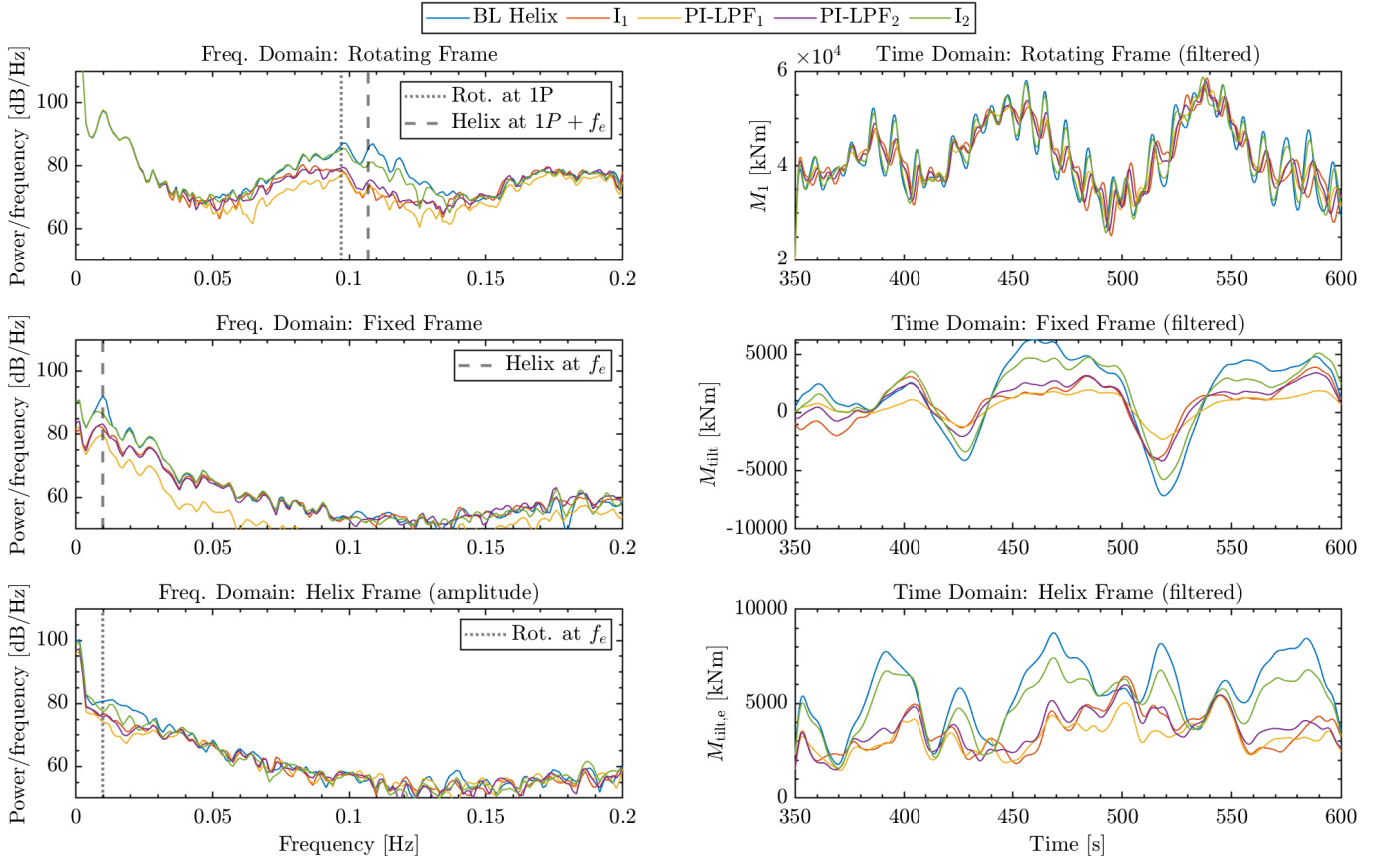 BL Helix I₁ PI-LPF₁ PI-LPF₂ I₂
Freq. Domain: Rotating Frame
Power/frequency [dB/Hz]
100
80
60
0 0.05 0.1 0.15 0.2
Rot. at 1P
Helix at 1P + fₑ
Time Domain: Rotating Frame (filtered)
×10⁴
M₁ [kNm]
6
4
2
350 400 450 500 550 600
Freq. Domain: Fixed Frame
Power/frequency [dB/Hz]
100
80
60
0 0.05 0.1 0.15 0.2
Helix at fₑ
Time Domain: Fixed Frame (filtered)
M_tilt [kNm]
5000
0
-5000
-10000
350 400 450 500 550 600
Freq. Domain: Helix Frame (amplitude)
Power/frequency [dB/Hz]
100
80
60
0 0.05 0.1 0.15 0.2
Frequency [Hz]
Rot. at fₑ
Time Domain: Helix Frame (filtered)
M_tilt,e [kNm]
10000
5000
0
350 400 450 500 550 600
Time [s]